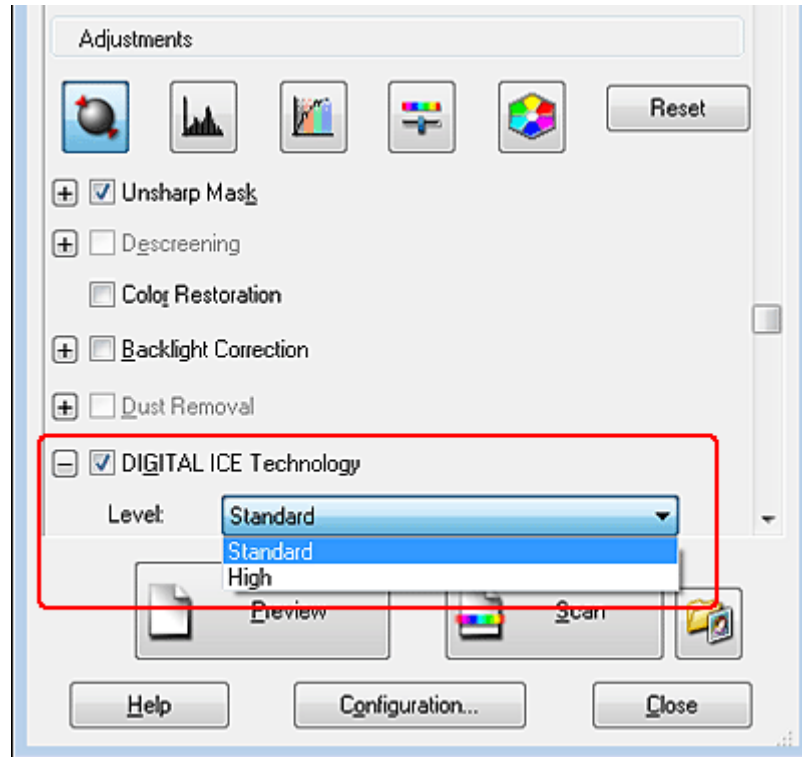 Adjustments
Reset
Unsharp Mask
Descreening
Color Restoration
Backlight Correction
Dust Removal
DIGITAL ICE Technology
Level: Standard
Standard
High
Preview Scan
Help Configuration... Close